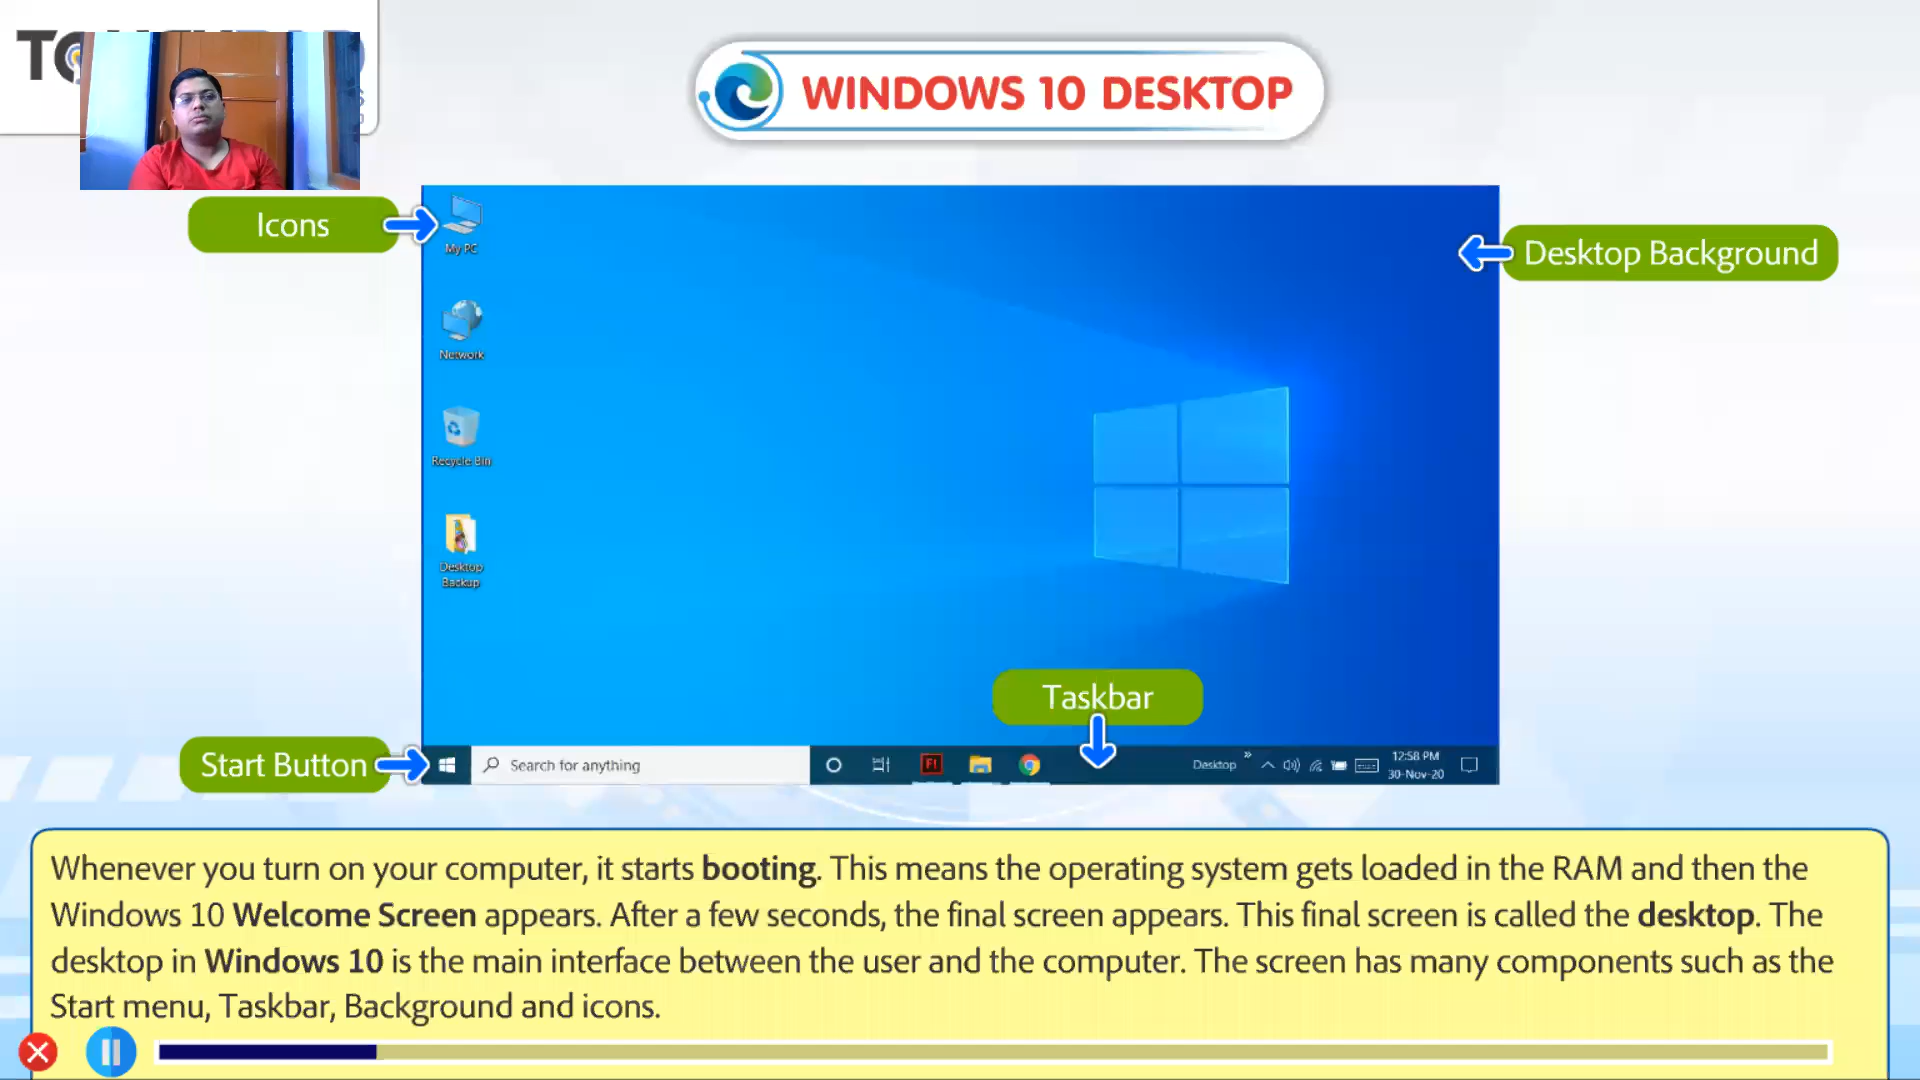 WINDOWS 10 DESKTOP
Icons
My PC
Desktop Background
Network
Recycle Bin
Desktop
Backup
Taskbar
Start Button
Search for anything
Desktop
12:58 PM
30-Nov-20
Whenever you turn on your computer, it starts booting. This means the operating system gets loaded in the RAM and then the
Windows 10 Welcome Screen appears. After a few seconds, the final screen appears. This final screen is called the desktop. The
desktop in Windows 10 is the main interface between the user and the computer. The screen has many components such as the
Start menu, Taskbar, Background and icons.